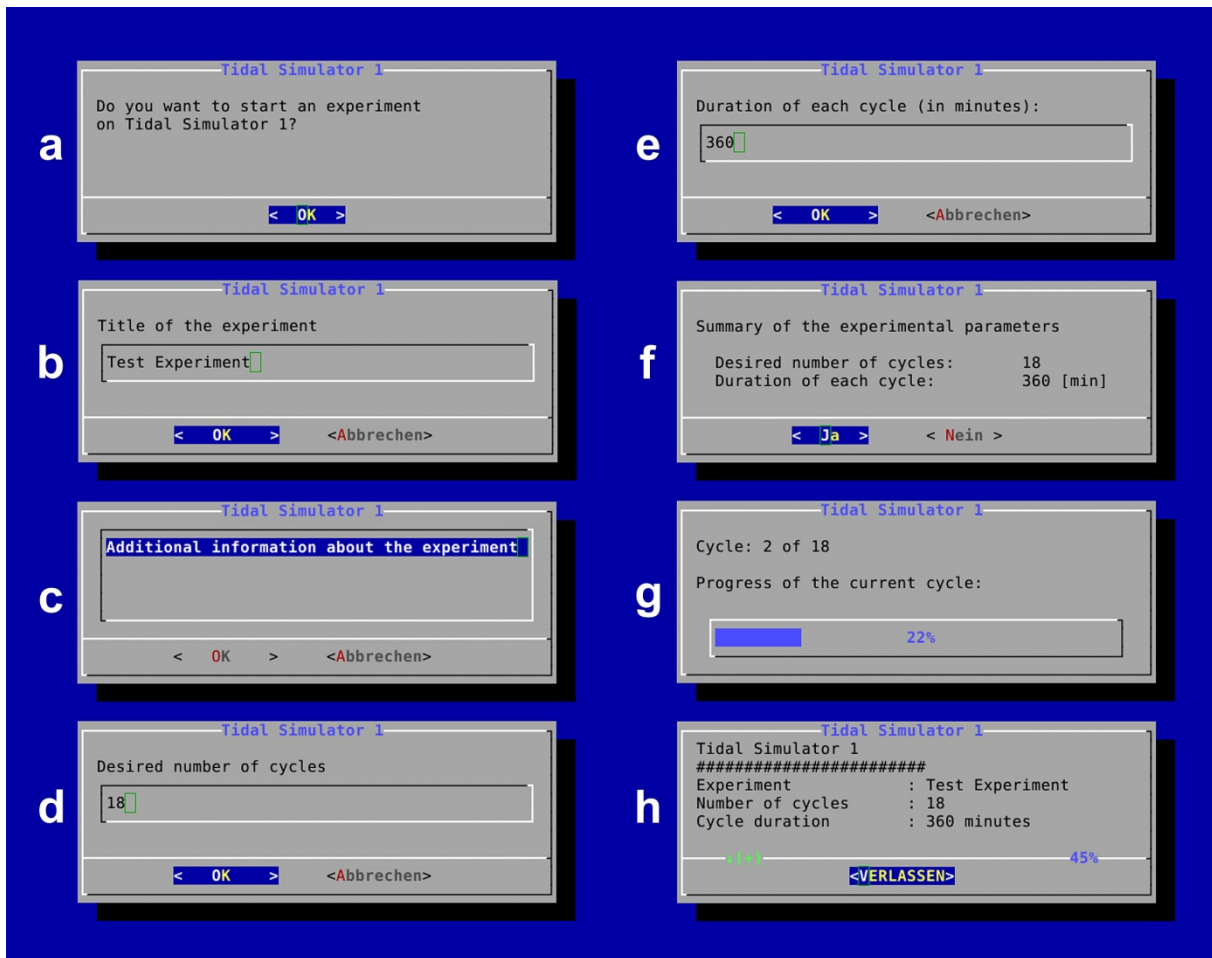 a
Tidal Simulator 1
Do you want to start an experiment
on Tidal Simulator 1?
< OK >
b
Tidal Simulator 1
Title of the experiment
Test Experiment
< OK > <Abbrechen>
c
Tidal Simulator 1
Additional information about the experiment
< OK > <Abbrechen>
d
Tidal Simulator 1
Desired number of cycles
18
< OK > <Abbrechen>
e
Tidal Simulator 1
Duration of each cycle (in minutes):
360
< OK > <Abbrechen>
f
Tidal Simulator 1
Summary of the experimental parameters
Desired number of cycles: 18
Duration of each cycle: 360 [min]
< Ja > < Nein >
g
Tidal Simulator 1
Cycle: 2 of 18
Progress of the current cycle:
22%
h
Tidal Simulator 1
Tidal Simulator 1
########################
Experiment : Test Experiment
Number of cycles : 18
Cycle duration : 360 minutes
↓(+) 45%
<VERLASSEN>